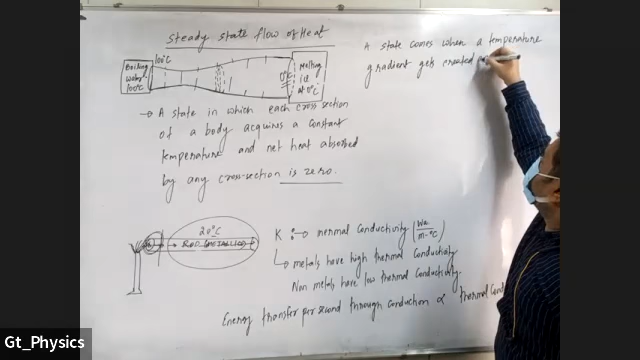 Steady state flow of Heat
A state comes when a temperature
gradient gets created
100°C
Boiling
water
100°C
0°C
Melting
ice
at 0°C
→ A state in which each cross section
of a body acquires a constant
temperature and net heat absorbed
by any cross-section is zero.
20°C
ROD (METALLIC)
K :→ Thermal Conductivity
→ metals have high thermal conductivity
Non metals have low thermal conductivity.
Energy transfer per second through conduction ∝ thermal
Gt_Physics